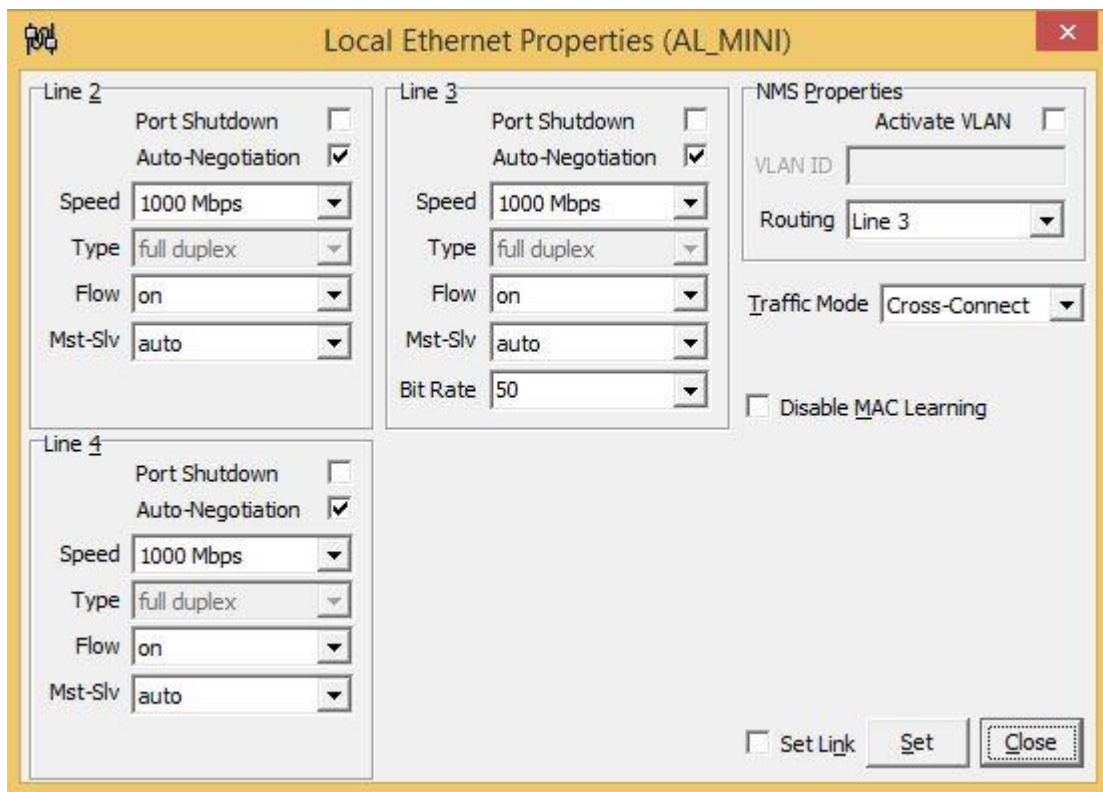 Local Ethernet Properties (AL_MINI)
Line 2
Port Shutdown
Auto-Negotiation
Speed 1000 Mbps
Type full duplex
Flow on
Mst-Slv auto
Line 3
Port Shutdown
Auto-Negotiation
Speed 1000 Mbps
Type full duplex
Flow on
Mst-Slv auto
Bit Rate 50
NMS Properties
Activate VLAN
VLAN ID
Routing Line 3
Traffic Mode Cross-Connect
Disable MAC Learning
Line 4
Port Shutdown
Auto-Negotiation
Speed 1000 Mbps
Type full duplex
Flow on
Mst-Slv auto
Set Link Set Close